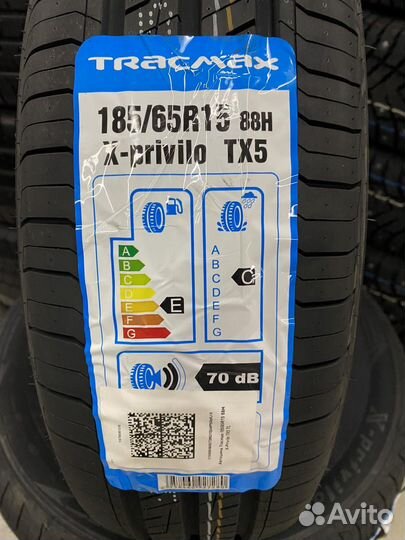 TRACMAX
185/65R15 88H
X-privilo TX5
A
B
C
D
E
F
G
E
A
B
C
D
E
F
G
C
70 dB
Avito